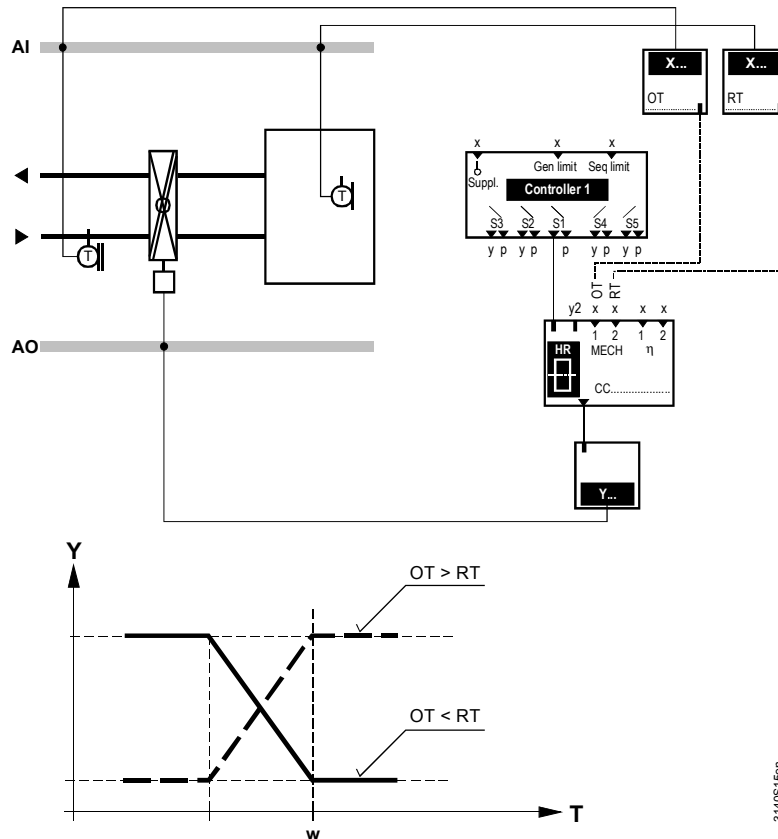 AI
X...
X...
OT
RT
x x x
Suppl. Gen limit Seq limit
Controller 1
S3 S2 S1 S4 S5
y p y p p y p y p
T
T
OT
RT
y2 x x x x
1 2 1 2
HR MECH η
CC
AO
Y...
Y
OT > RT
OT < RT
T
w
3140S15en